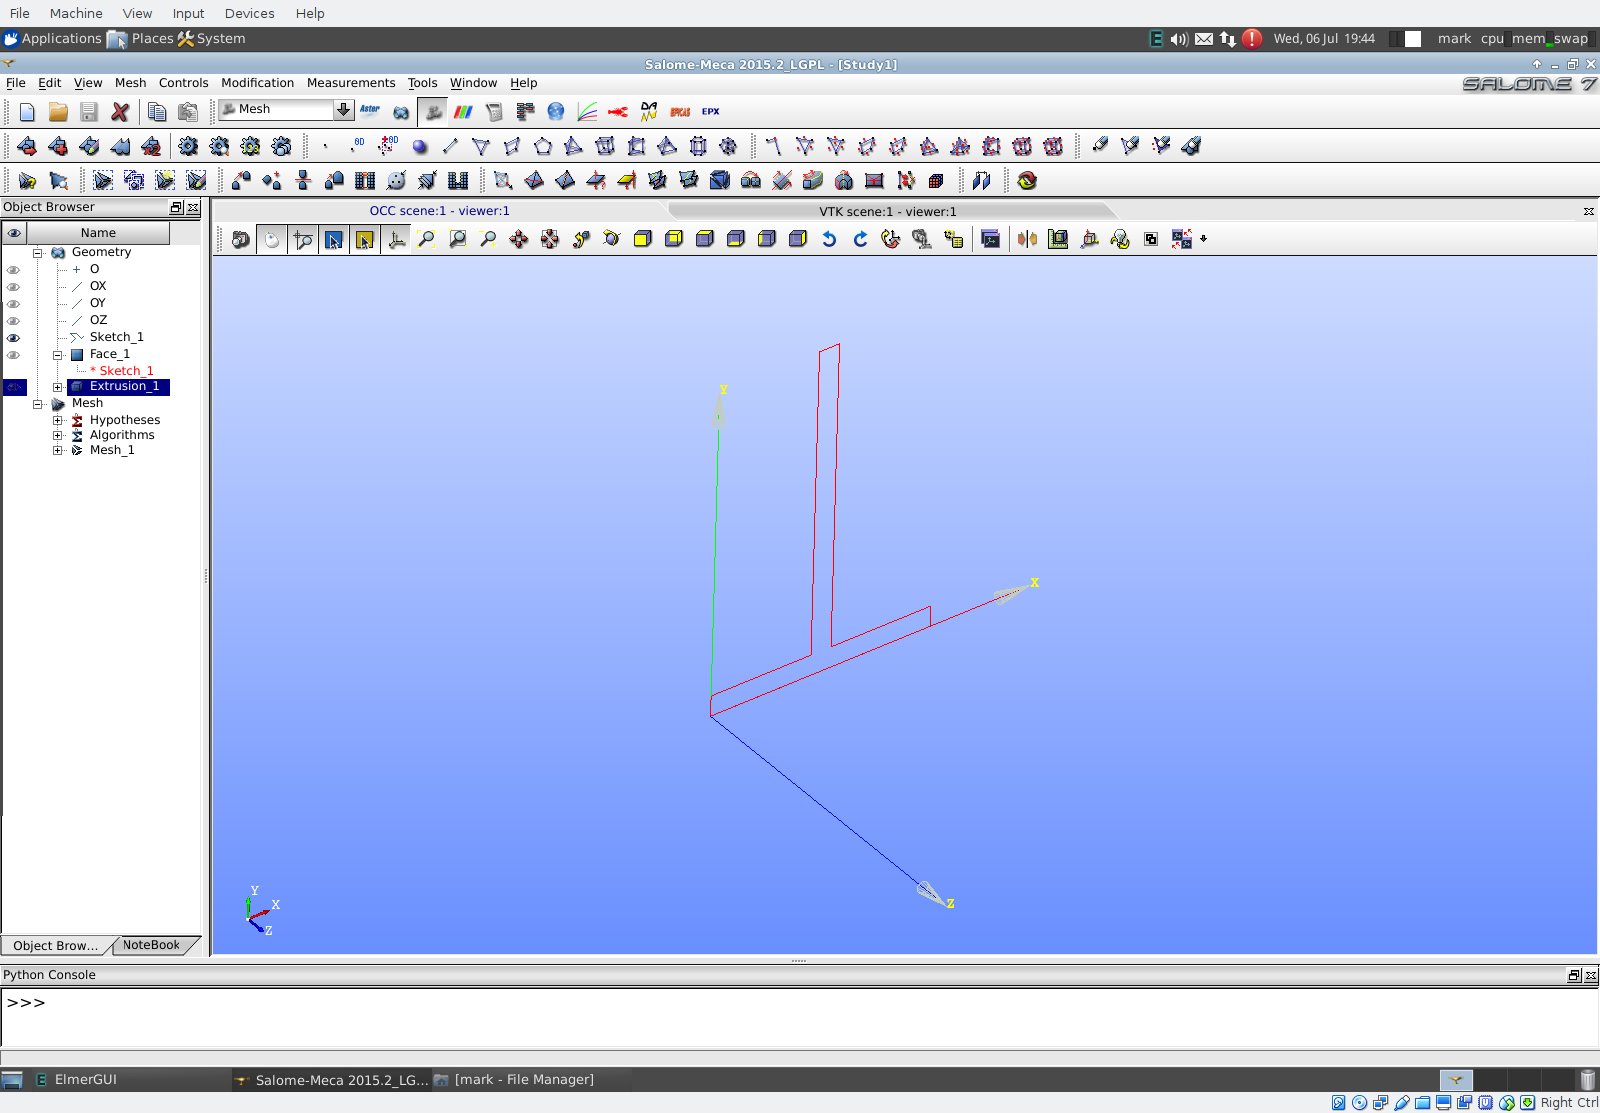 File Machine View Input Devices Help
Applications Places System Wed, 06 Jul 19:44 mark cpu mem swap
Salome-Meca 2015.2_LGPL - [Study1]
File Edit View Mesh Controls Modification Measurements Tools Window Help SALOME 7
Mesh Aster DATA EFICAS EPX
0D 0D
Object Browser
OCC scene:1 - viewer:1 VTK scene:1 - viewer:1
Name
Geometry
O
OX
OY
OZ
Sketch_1
Face_1
* Sketch_1
Extrusion_1
Mesh
Hypotheses
Algorithms
Mesh_1
Y
X
Z
Y
X
Z
Object Brow... NoteBook
Python Console
>>>
ElmerGUI Salome-Meca 2015.2_LG... [mark - File Manager]
Right Ctrl